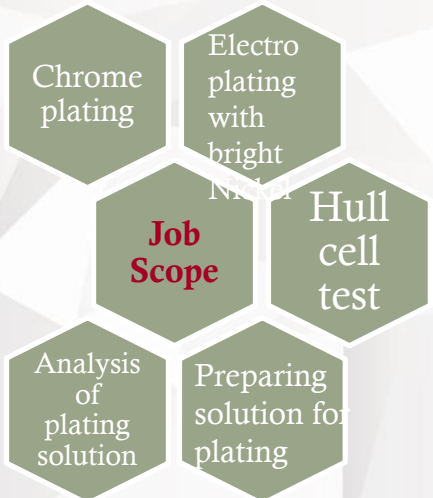 Chrome
plating
Electro
plating
with
bright
Nickel
Job
Scope
Hull
cell
test
Analysis
of
plating
solution
Preparing
solution for
plating